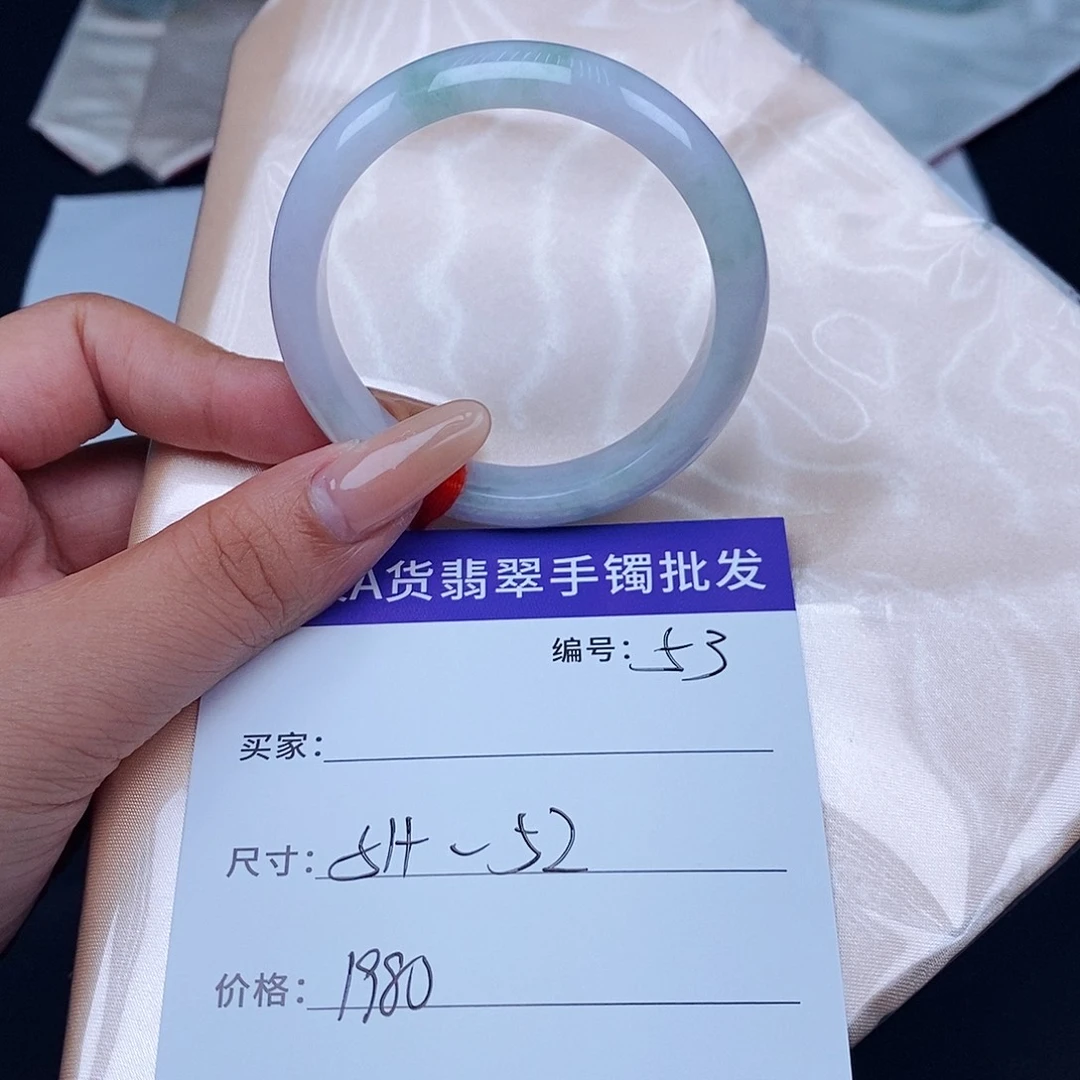 A货翡翠手镯批发
编号: 53
买家:
尺寸: 54-52
价格: 1980